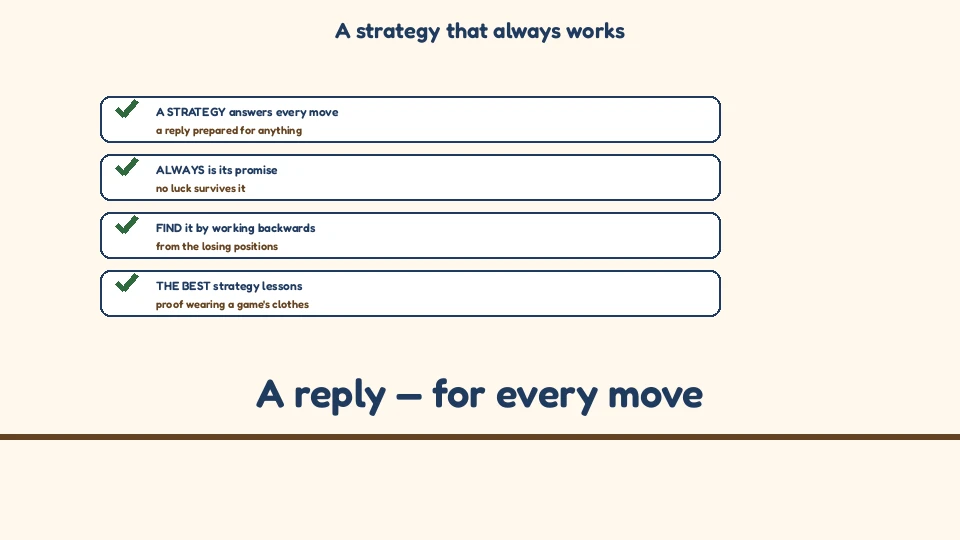 A strategy that always works
A STRATEGY answers every move
a reply prepared for anything
ALWAYS is its promise
no luck survives it
FIND it by working backwards
from the losing positions
THE BEST strategy lessons
proof wearing a game's clothes
A reply — for every move